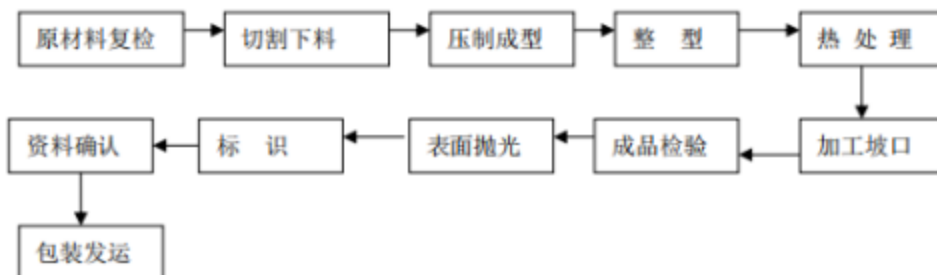 原材料复检
切割下料
压制成型
整 型
热 处 理
加工坡口
成品检验
表面抛光
标 识
资料确认
包装发运